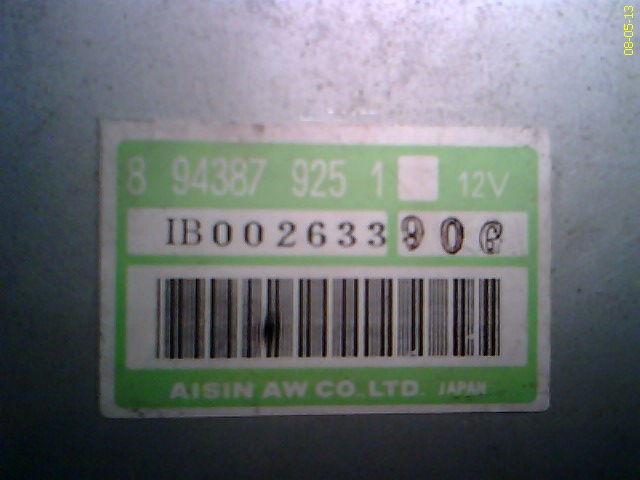 8 94387 925 1 12V
IB002633 90G
AISIN AW CO.,LTD. JAPAN
08-05-13